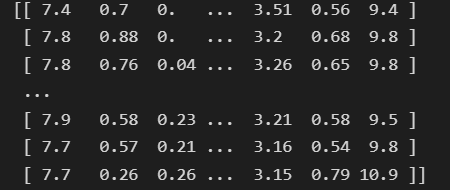 [[ 7.4 0.7 0. ... 3.51 0.56 9.4 ]
[ 7.8 0.88 0. ... 3.2 0.68 9.8 ]
[ 7.8 0.76 0.04 ... 3.26 0.65 9.8 ]
...
[ 7.9 0.58 0.23 ... 3.21 0.58 9.5 ]
[ 7.7 0.57 0.21 ... 3.16 0.54 9.8 ]
[ 7.7 0.26 0.26 ... 3.15 0.79 10.9 ]]